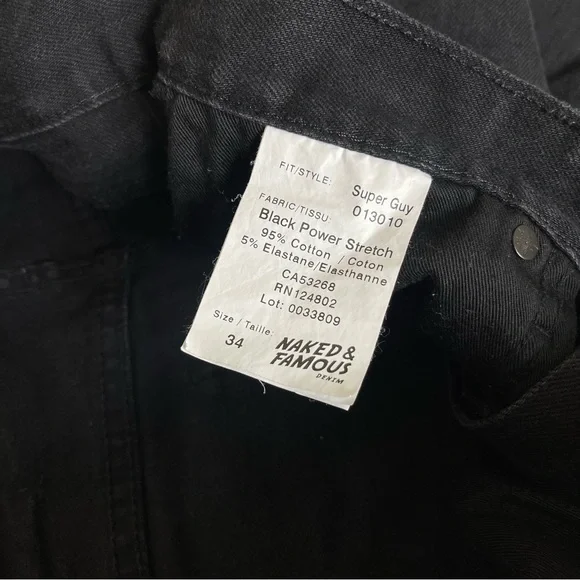 FIT/STYLE: Super Guy
013010
FABRIC/TISSU:
Black Power Stretch
95% Cotton / Coton
5% Elastane/Elasthanne
CA53268
RN124802
Lot: 0033809
Size / Taille:
34
NAKED &
FAMOUS
DENIM